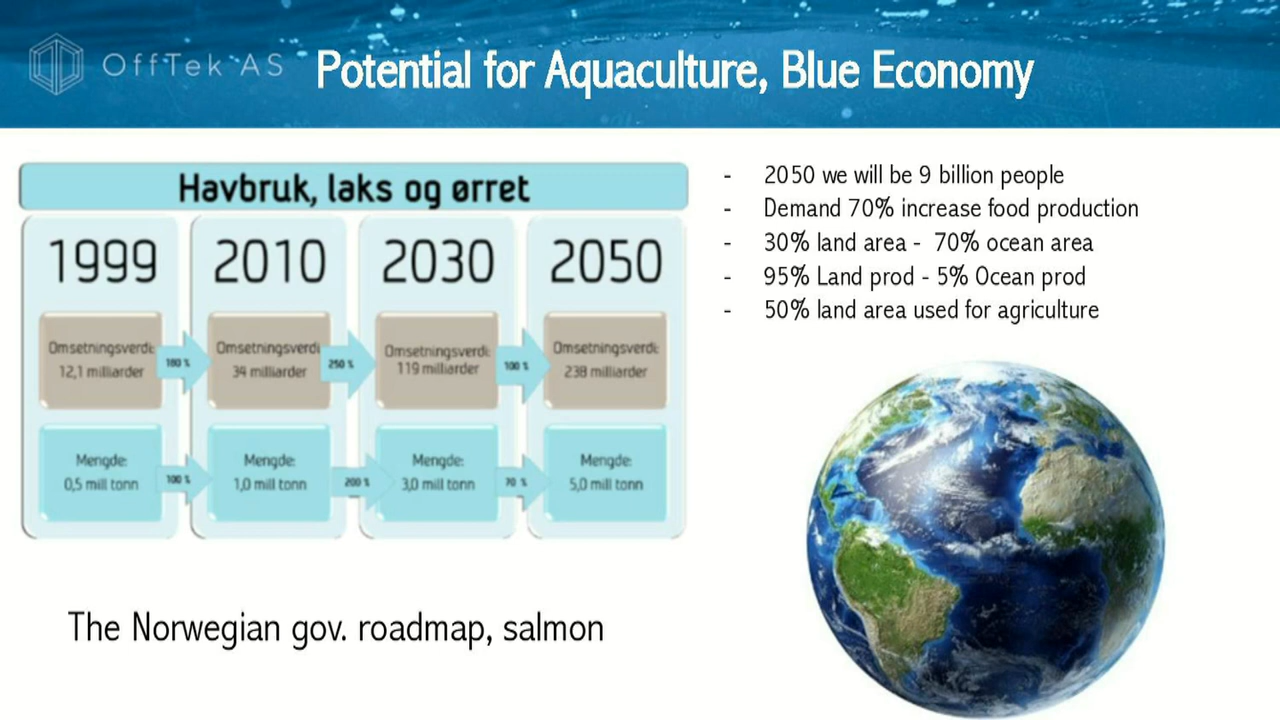 OffTek AS
Potential for Aquaculture, Blue Economy
Havbruk, laks og ørret
1999
2010
2030
2050
Omsetningsverdi:
12,1 milliarder
180 %
Omsetningsverdi
34 milliarder
250 %
Omsetningsverdi:
119 milliarder
100 %
Omsetningsverdi:
238 milliarder
Mengde:
0,5 mill tonn
100 %
Mengde:
1,0 mill tonn
200 %
Mengde:
3,0 mill tonn
70 %
Mengde:
5,0 mill tonn
The Norwegian gov. roadmap, salmon
- 2050 we will be 9 billion people
- Demand 70% increase food production
- 30% land area - 70% ocean area
- 95% Land prod - 5% Ocean prod
- 50% land area used for agriculture